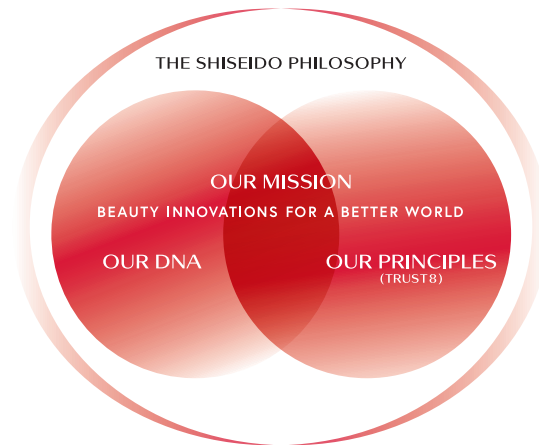 THE SHISEIDO PHILOSOPHY
OUR MISSION
BEAUTY INNOVATIONS FOR A BETTER WORLD
OUR DNA
OUR PRINCIPLES
(TRUST8)